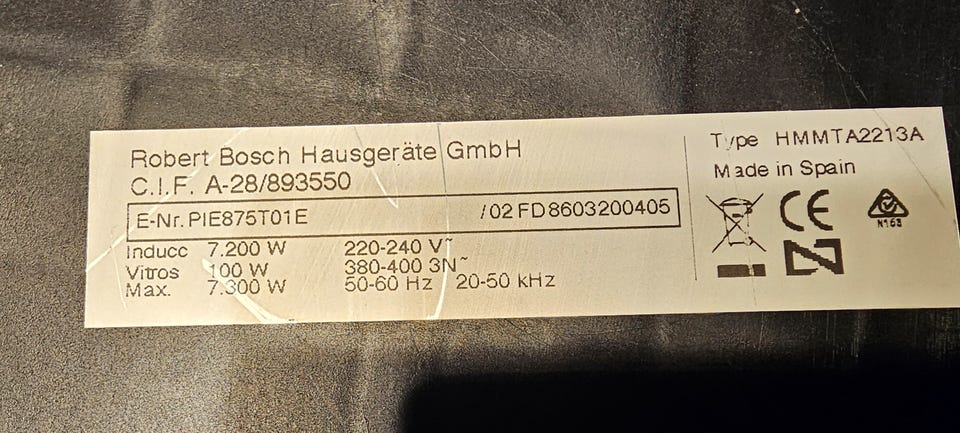 Robert Bosch Hausgeräte GmbH
C.I.F. A-28/893550
E-Nr. PIE875T01E /02 FD 8603200405
Inducc 7.200 W 220-240 V~
Vitros 100 W 380-400 3N~
Max. 7.300 W 50-60 Hz 20-50 kHz
Type HMMTA2213A
Made in Spain
CE
N
N163